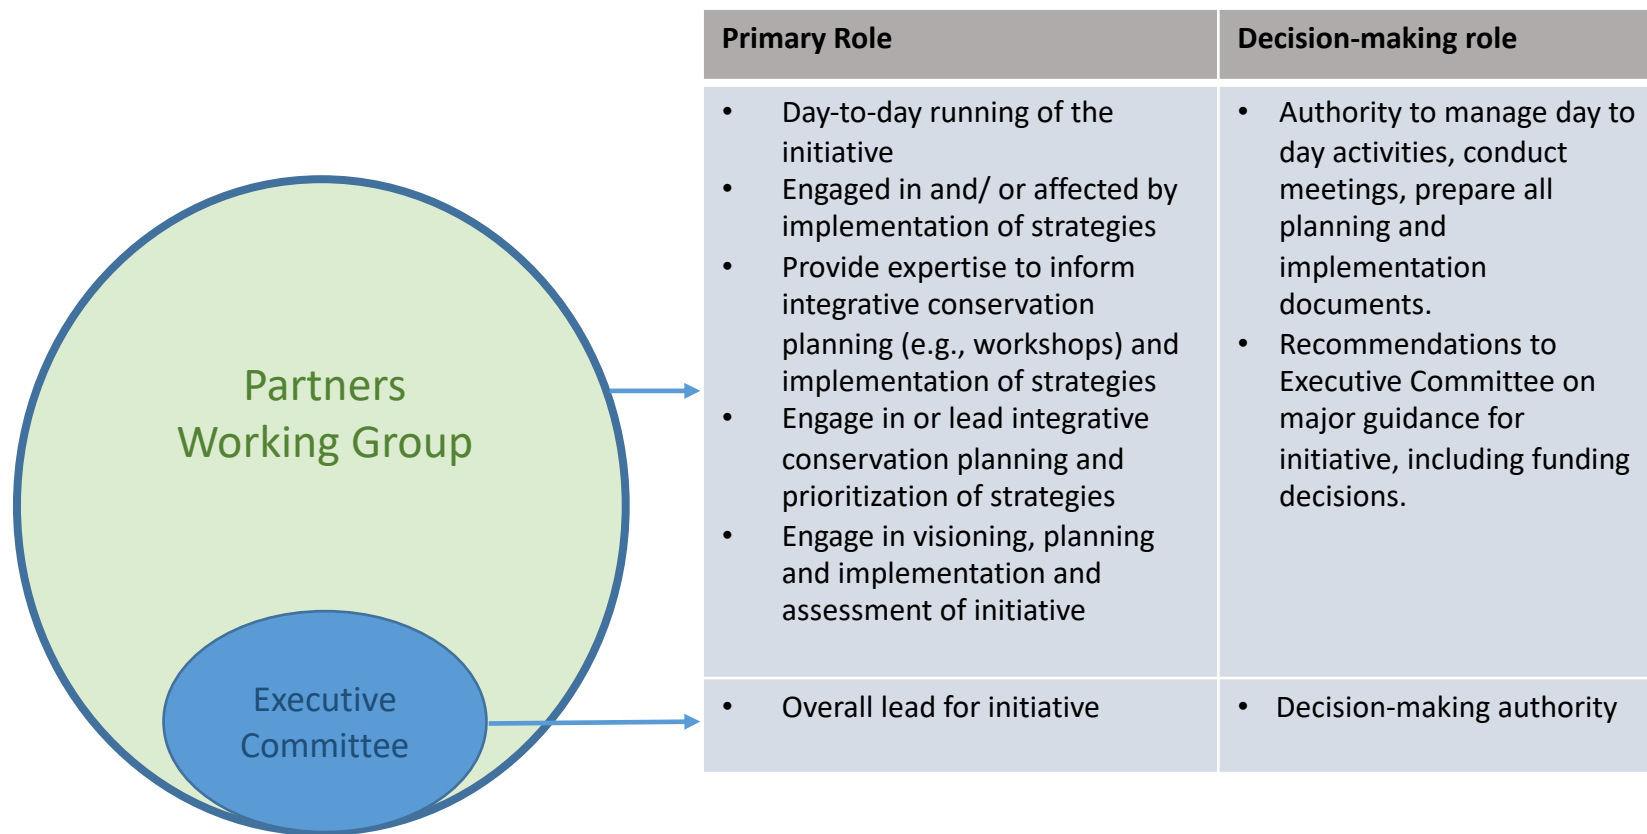 Primary Role
Decision-making role
• Day-to-day running of the
initiative
• Engaged in and/ or affected by
implementation of strategies
• Provide expertise to inform
integrative conservation
planning (e.g., workshops) and
implementation of strategies
• Engage in or lead integrative
conservation planning and
prioritization of strategies
• Engage in visioning, planning
and implementation and
assessment of initiative
• Authority to manage day to
day activities, conduct
meetings, prepare all
planning and
implementation
documents.
• Recommendations to
Executive Committee on
major guidance for
initiative, including funding
decisions.
Partners
Working Group
Executive
Committee
• Overall lead for initiative
• Decision-making authority